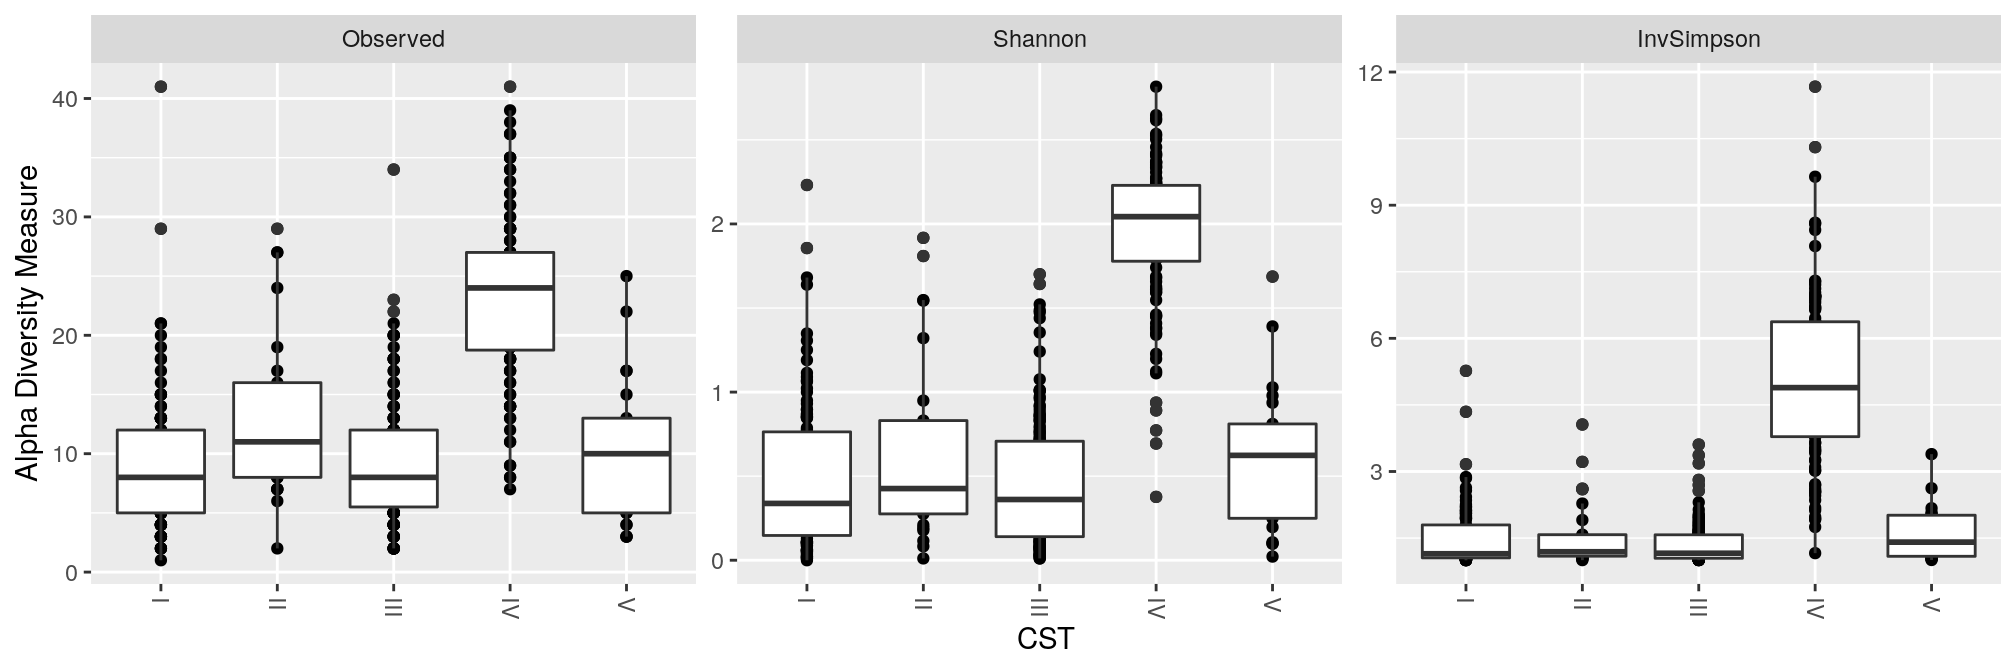 Observed
Shannon
InvSimpson
Alpha Diversity Measure
40
30
20
10
0
2
1
0
12
9
6
3
I
II
III
IV
V
I
II
III
IV
V
I
II
III
IV
V
CST